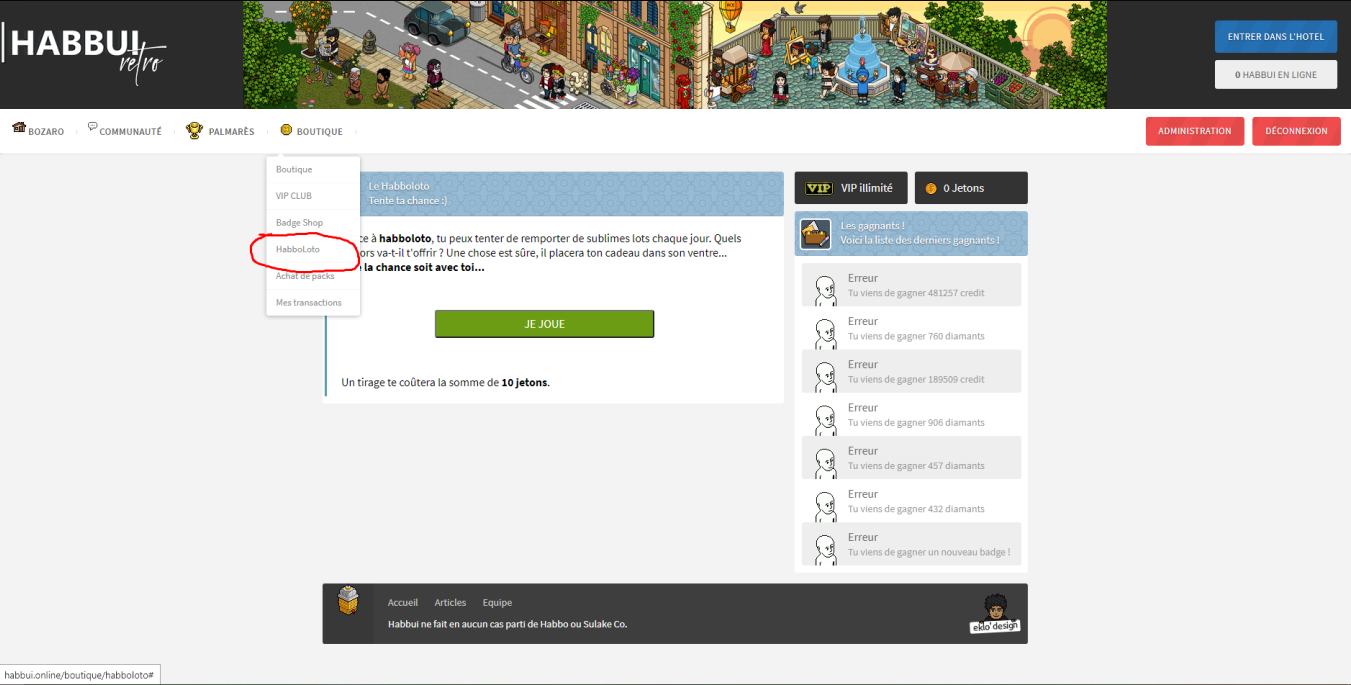 HABBUI
retro
ENTRER DANS L'HOTEL
0 HABBUI EN LIGNE
BOZARO
COMMUNAUTÉ
PALMARÈS
BOUTIQUE
ADMINISTRATION
DÉCONNEXION
Boutique
VIP CLUB
Badge Shop
HabboLoto
Achat de packs
Mes transactions
Le Habboloto
Tente ta chance :)
ce à habboloto, tu peux tenter de remporter de sublimes lots chaque jour. Quels
ors va-t-il t'offrir ? Une chose est sûre, il placera ton cadeau dans son ventre...
la chance soit avec toi...
JE JOUE
Un tirage te coûtera la somme de 10 jetons.
VIP VIP illimité
0 Jetons
Les gagnants !
Voici la liste des derniers gagnants !
Erreur
Tu viens de gagner 481257 credit
Erreur
Tu viens de gagner 760 diamants
Erreur
Tu viens de gagner 189509 credit
Erreur
Tu viens de gagner 906 diamants
Erreur
Tu viens de gagner 457 diamants
Erreur
Tu viens de gagner 432 diamants
Erreur
Tu viens de gagner un nouveau badge !
Accueil Articles Equipe
Habbui ne fait en aucun cas parti de Habbo ou Sulake Co.
eklo' design
habbui.online/boutique/habboloto#